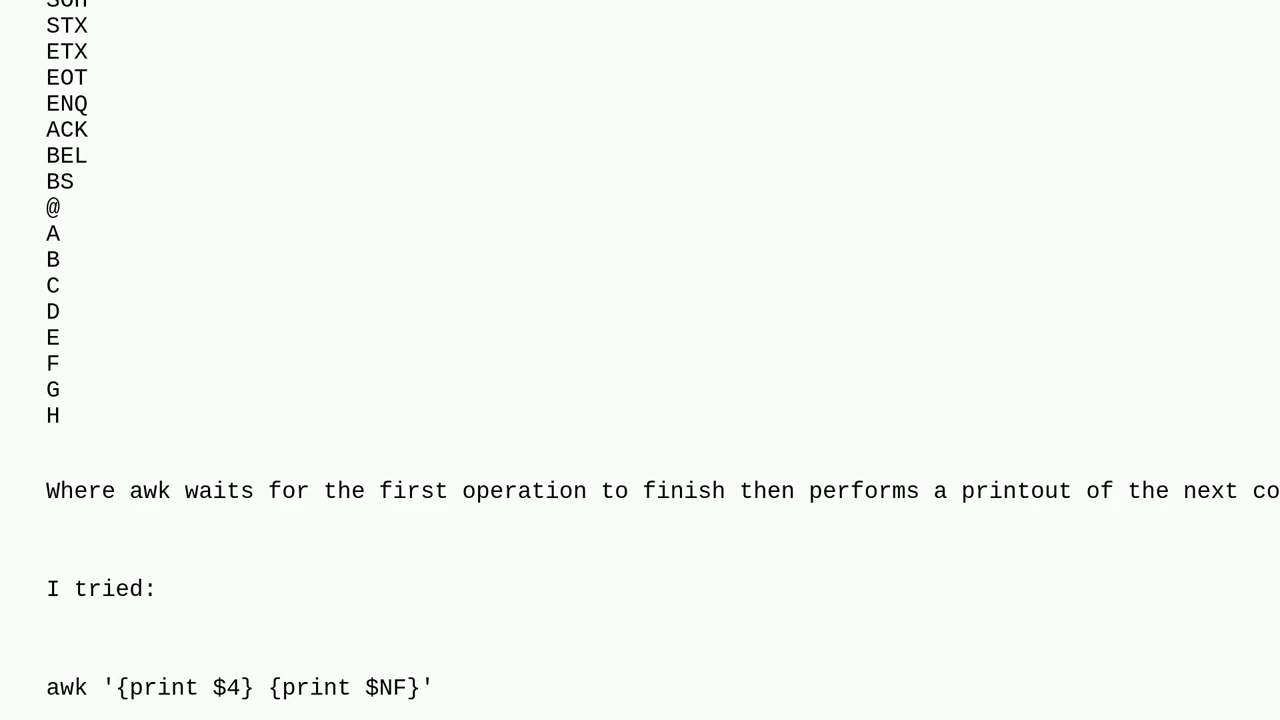 SOH
STX
ETX
EOT
ENQ
ACK
BEL
BS
@
A
B
C
D
E
F
G
H
Where awk waits for the first operation to finish then performs a printout of the next co
I tried:
awk '{print $4} {print $NF}'